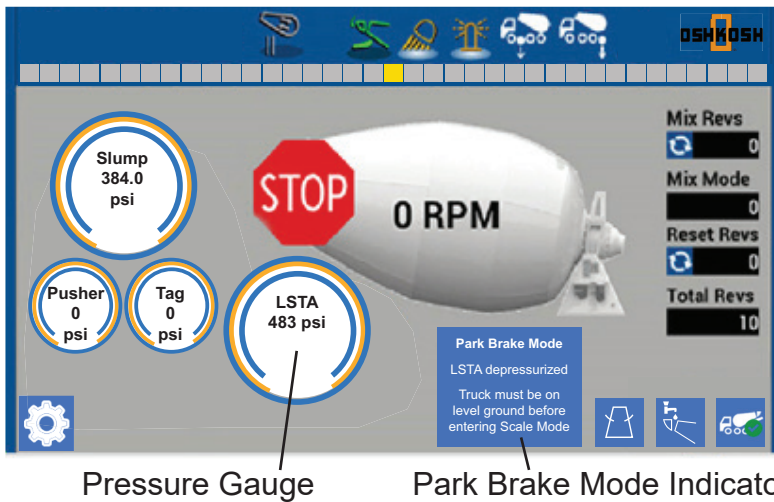 OSHKOSH
Slump
384.0
psi
STOP
0 RPM
Mix Revs
0
Mix Mode
0
Reset Revs
0
Total Revs
10
Pusher
0
psi
Tag
0
psi
LSTA
483 psi
Park Brake Mode
LSTA depressurized
Truck must be on
level ground before
entering Scale Mode
Pressure Gauge
Park Brake Mode Indicato